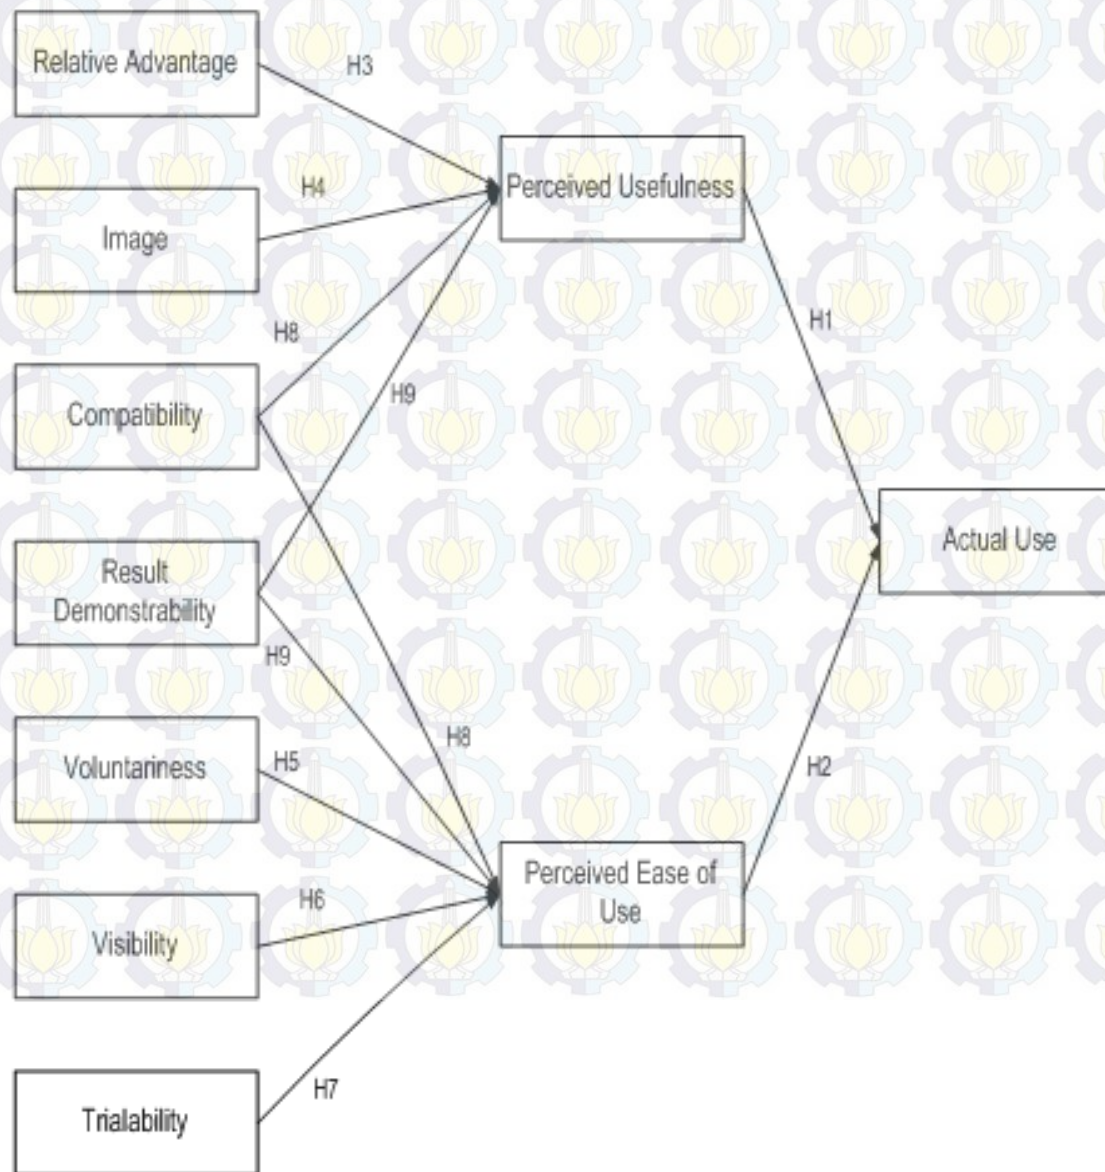 Relative Advantage
H3
Image
H4
Perceived Usefulness
H8
H1
Compatibility
H9
Result
Demonstrability
Actual Use
H9
Voluntariness
H5
H8
H2
Perceived Ease of
Use
Visibility
H6
Trialability
H7